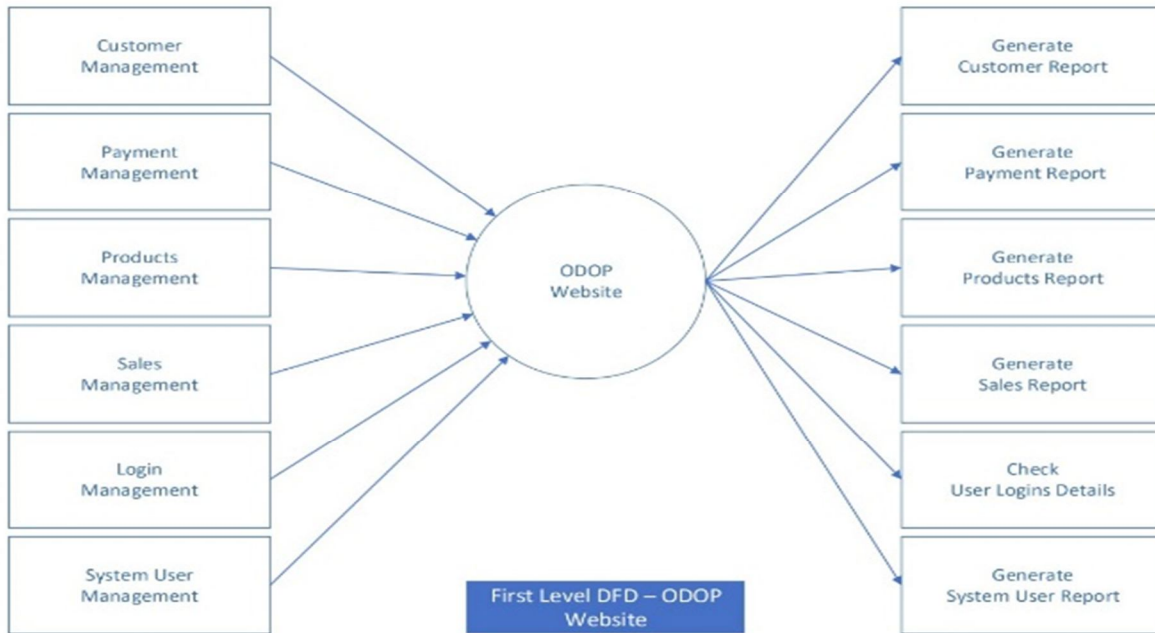 Customer
Management
Payment
Management
Products
Management
Sales
Management
Login
Management
System User
Management
ODOP
Website
Generate
Customer Report
Generate
Payment Report
Generate
Products Report
Generate
Sales Report
Check
User Logins Details
Generate
System User Report
First Level DFD – ODOP
Website